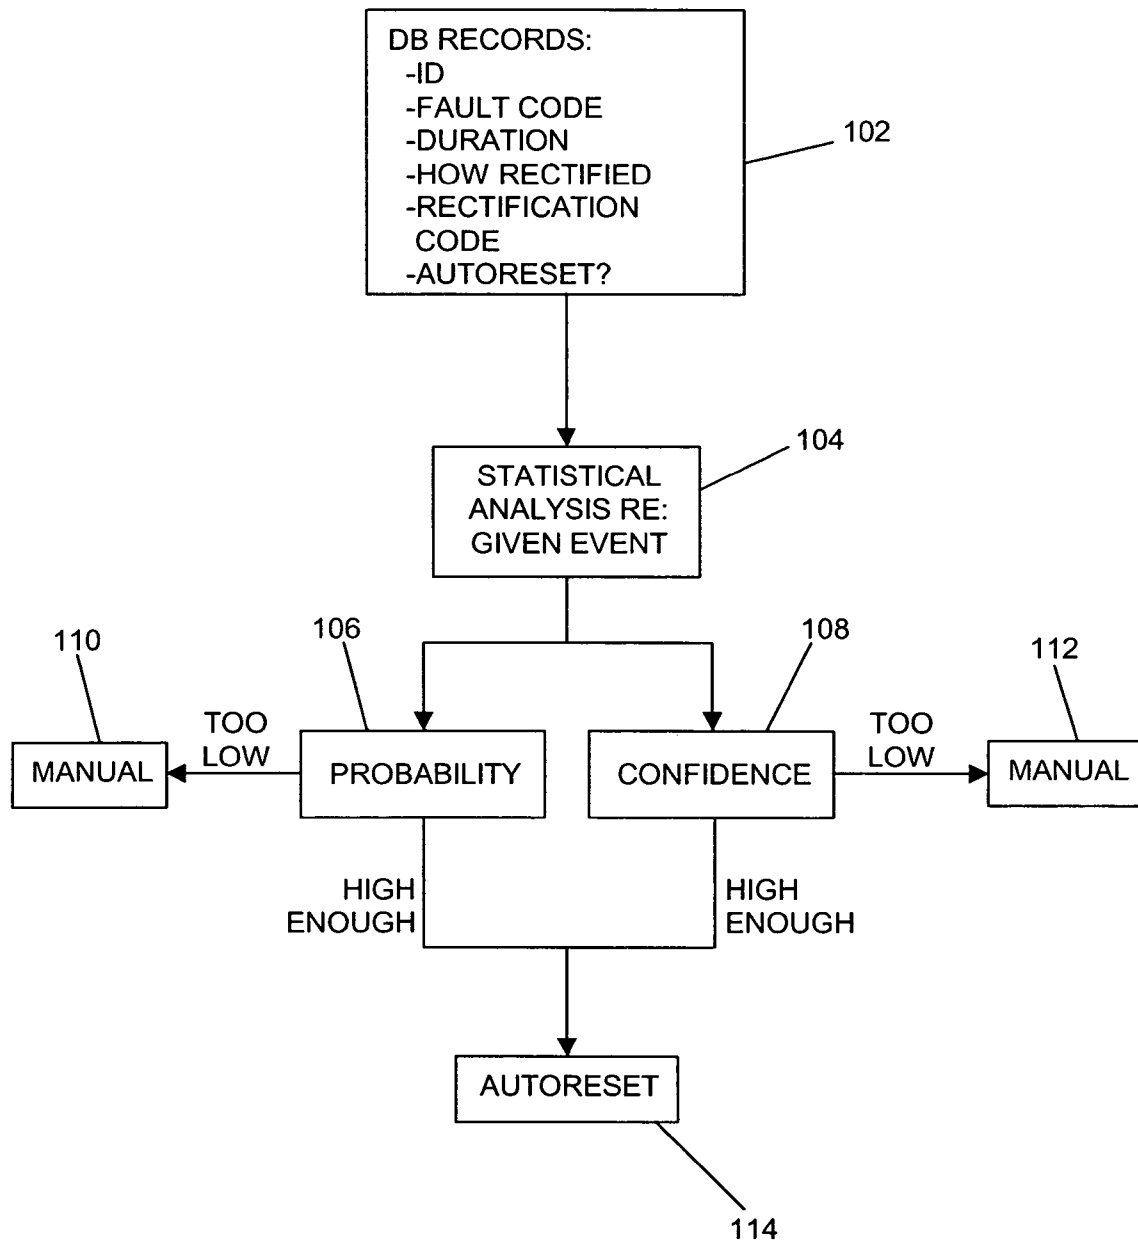 DB RECORDS:
-ID
-FAULT CODE
-DURATION
-HOW RECTIFIED
-RECTIFICATION
CODE
-AUTORESET?
102
104
STATISTICAL
ANALYSIS RE:
GIVEN EVENT
106
108
110
112
TOO
LOW
TOO
LOW
MANUAL
PROBABILITY
CONFIDENCE
MANUAL
HIGH
ENOUGH
HIGH
ENOUGH
AUTORESET
114